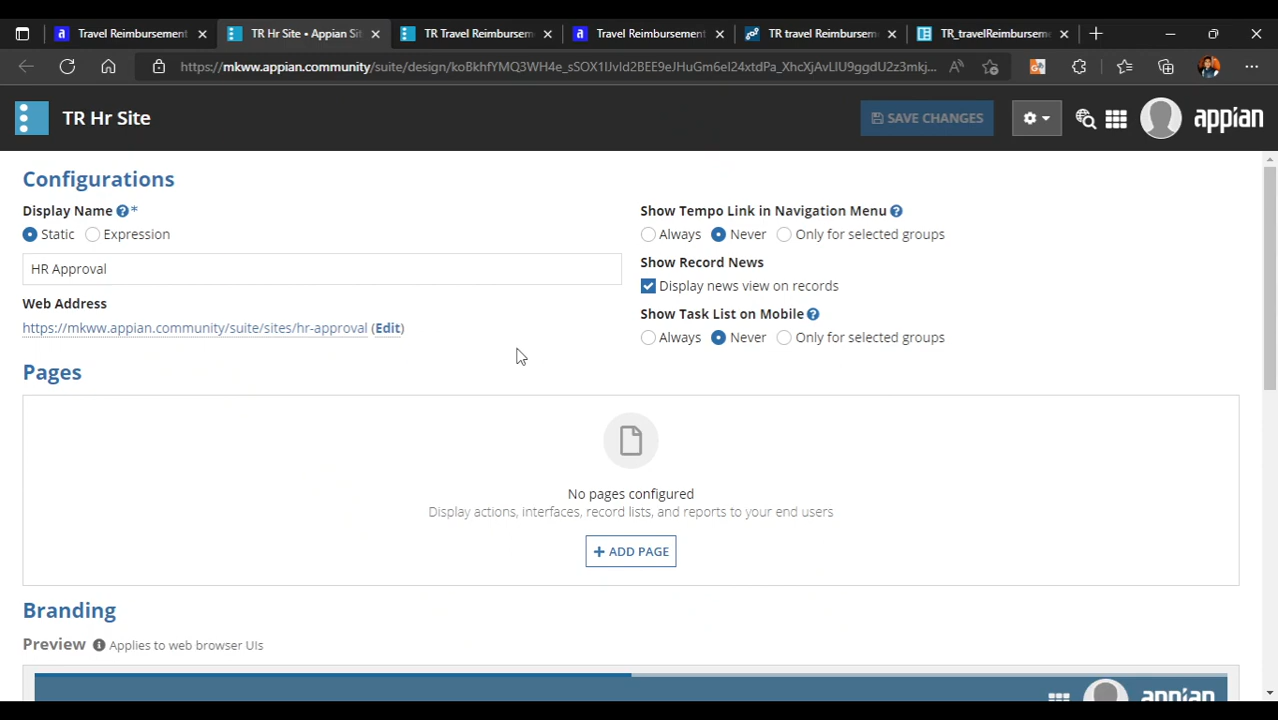 Travel Reimbursement
TR Hr Site • Appian Sit
TR Travel Reimbursem
Travel Reimbursement
TR travel Reimbursem
TR_travelReimbursem
TR Hr Site
SAVE CHANGES
appian
Configurations
Display Name ? *
Static Expression
HR Approval
Web Address
https://mkww.appian.community/suite/sites/hr-approval (Edit)
Show Tempo Link in Navigation Menu ?
Always Never Only for selected groups
Show Record News
Display news view on records
Show Task List on Mobile ?
Always Never Only for selected groups
Pages
No pages configured
Display actions, interfaces, record lists, and reports to your end users
+ ADD PAGE
Branding
Preview i Applies to web browser UIs
appian